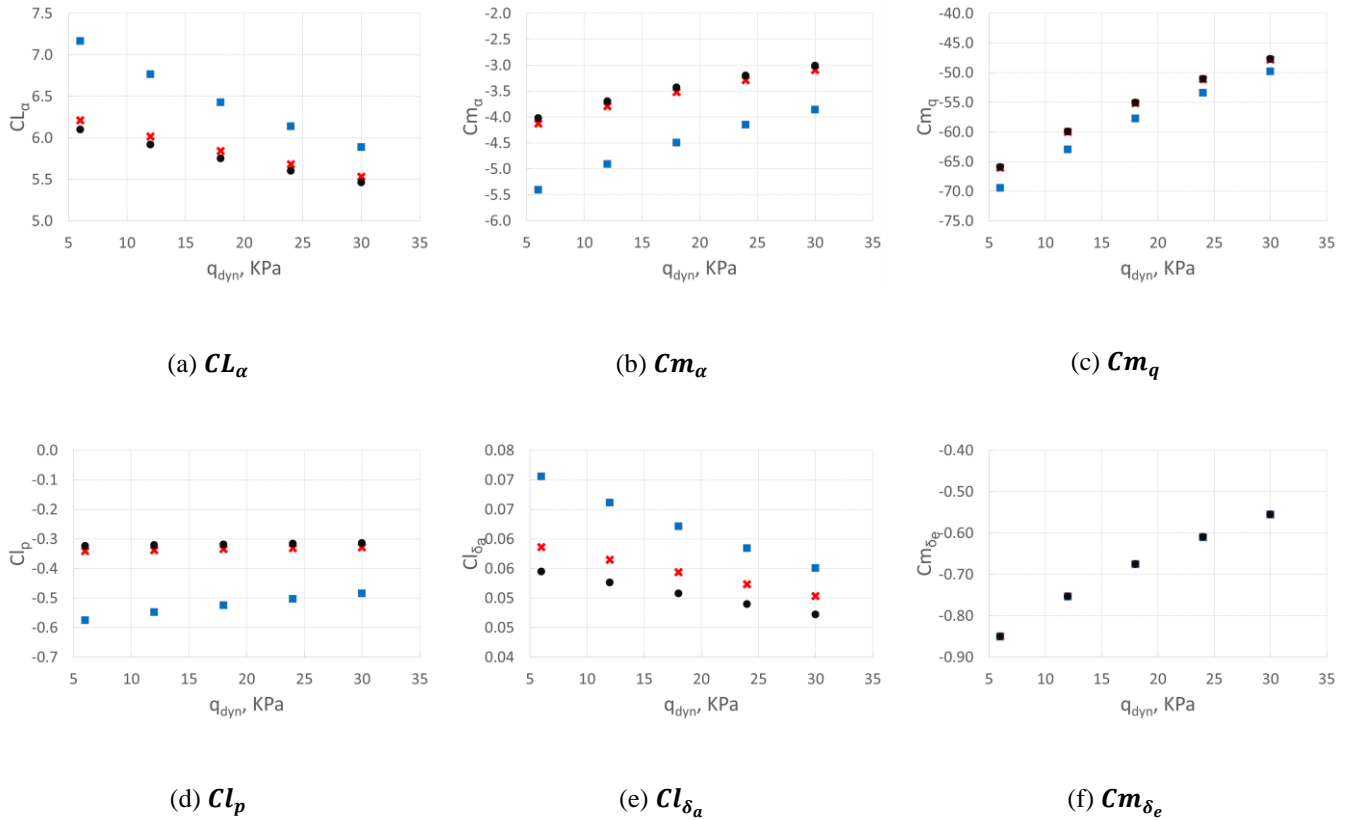 7.5
7.0
6.5
6.0
5.5
5.0
CLα
5 10 15 20 25 30 35
qdyn, KPa
(a) CLα
-2.0
-2.5
-3.0
-3.5
-4.0
-4.5
-5.0
-5.5
-6.0
Cmα
5 10 15 20 25 30 35
qdyn, KPa
(b) Cmα
-40.0
-45.0
-50.0
-55.0
-60.0
-65.0
-70.0
-75.0
Cmq
5 10 15 20 25 30 35
qdyn, KPa
(c) Cmq
0.0
-0.1
-0.2
-0.3
-0.4
-0.5
-0.6
-0.7
Clp
5 10 15 20 25 30 35
qdyn, KPa
(d) Clp
0.08
0.07
0.07
0.06
0.06
0.05
0.05
0.04
Clδa
5 10 15 20 25 30 35
qdyn, KPa
(e) Clδa
-0.40
-0.50
-0.60
-0.70
-0.80
-0.90
Cmδe
5 10 15 20 25 30 35
qdyn, KPa
(f) Cmδe